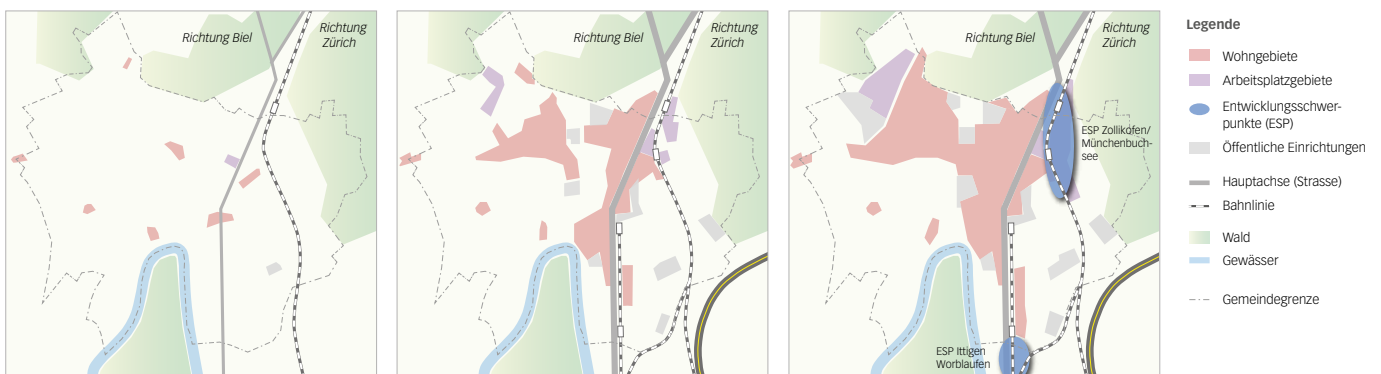 Richtung Biel
Richtung
Zürich
Richtung Biel
Richtung
Zürich
Richtung Biel
Richtung
Zürich
ESP Zollikofen/
Münchenbuch-
see
ESP Ittigen
Worblaufen
Legende
Wohngebiete
Arbeitsplatzgebiete
Entwicklungsschwer-
punkte (ESP)
Öffentliche Einrichtungen
Hauptachse (Strasse)
Bahnlinie
Wald
Gewässer
Gemeindegrenze